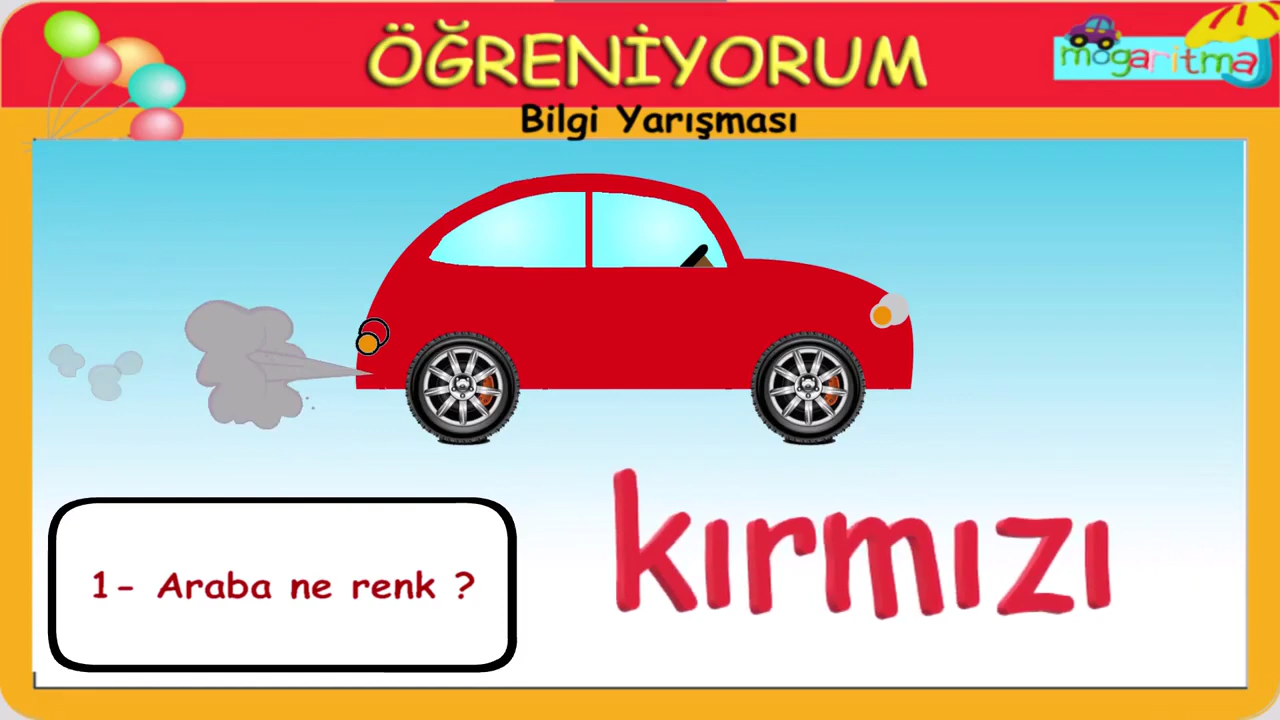 ÖĞRENİYORUM
mogaritma
Bilgi Yarışması
1- Araba ne renk ?
kırmızı